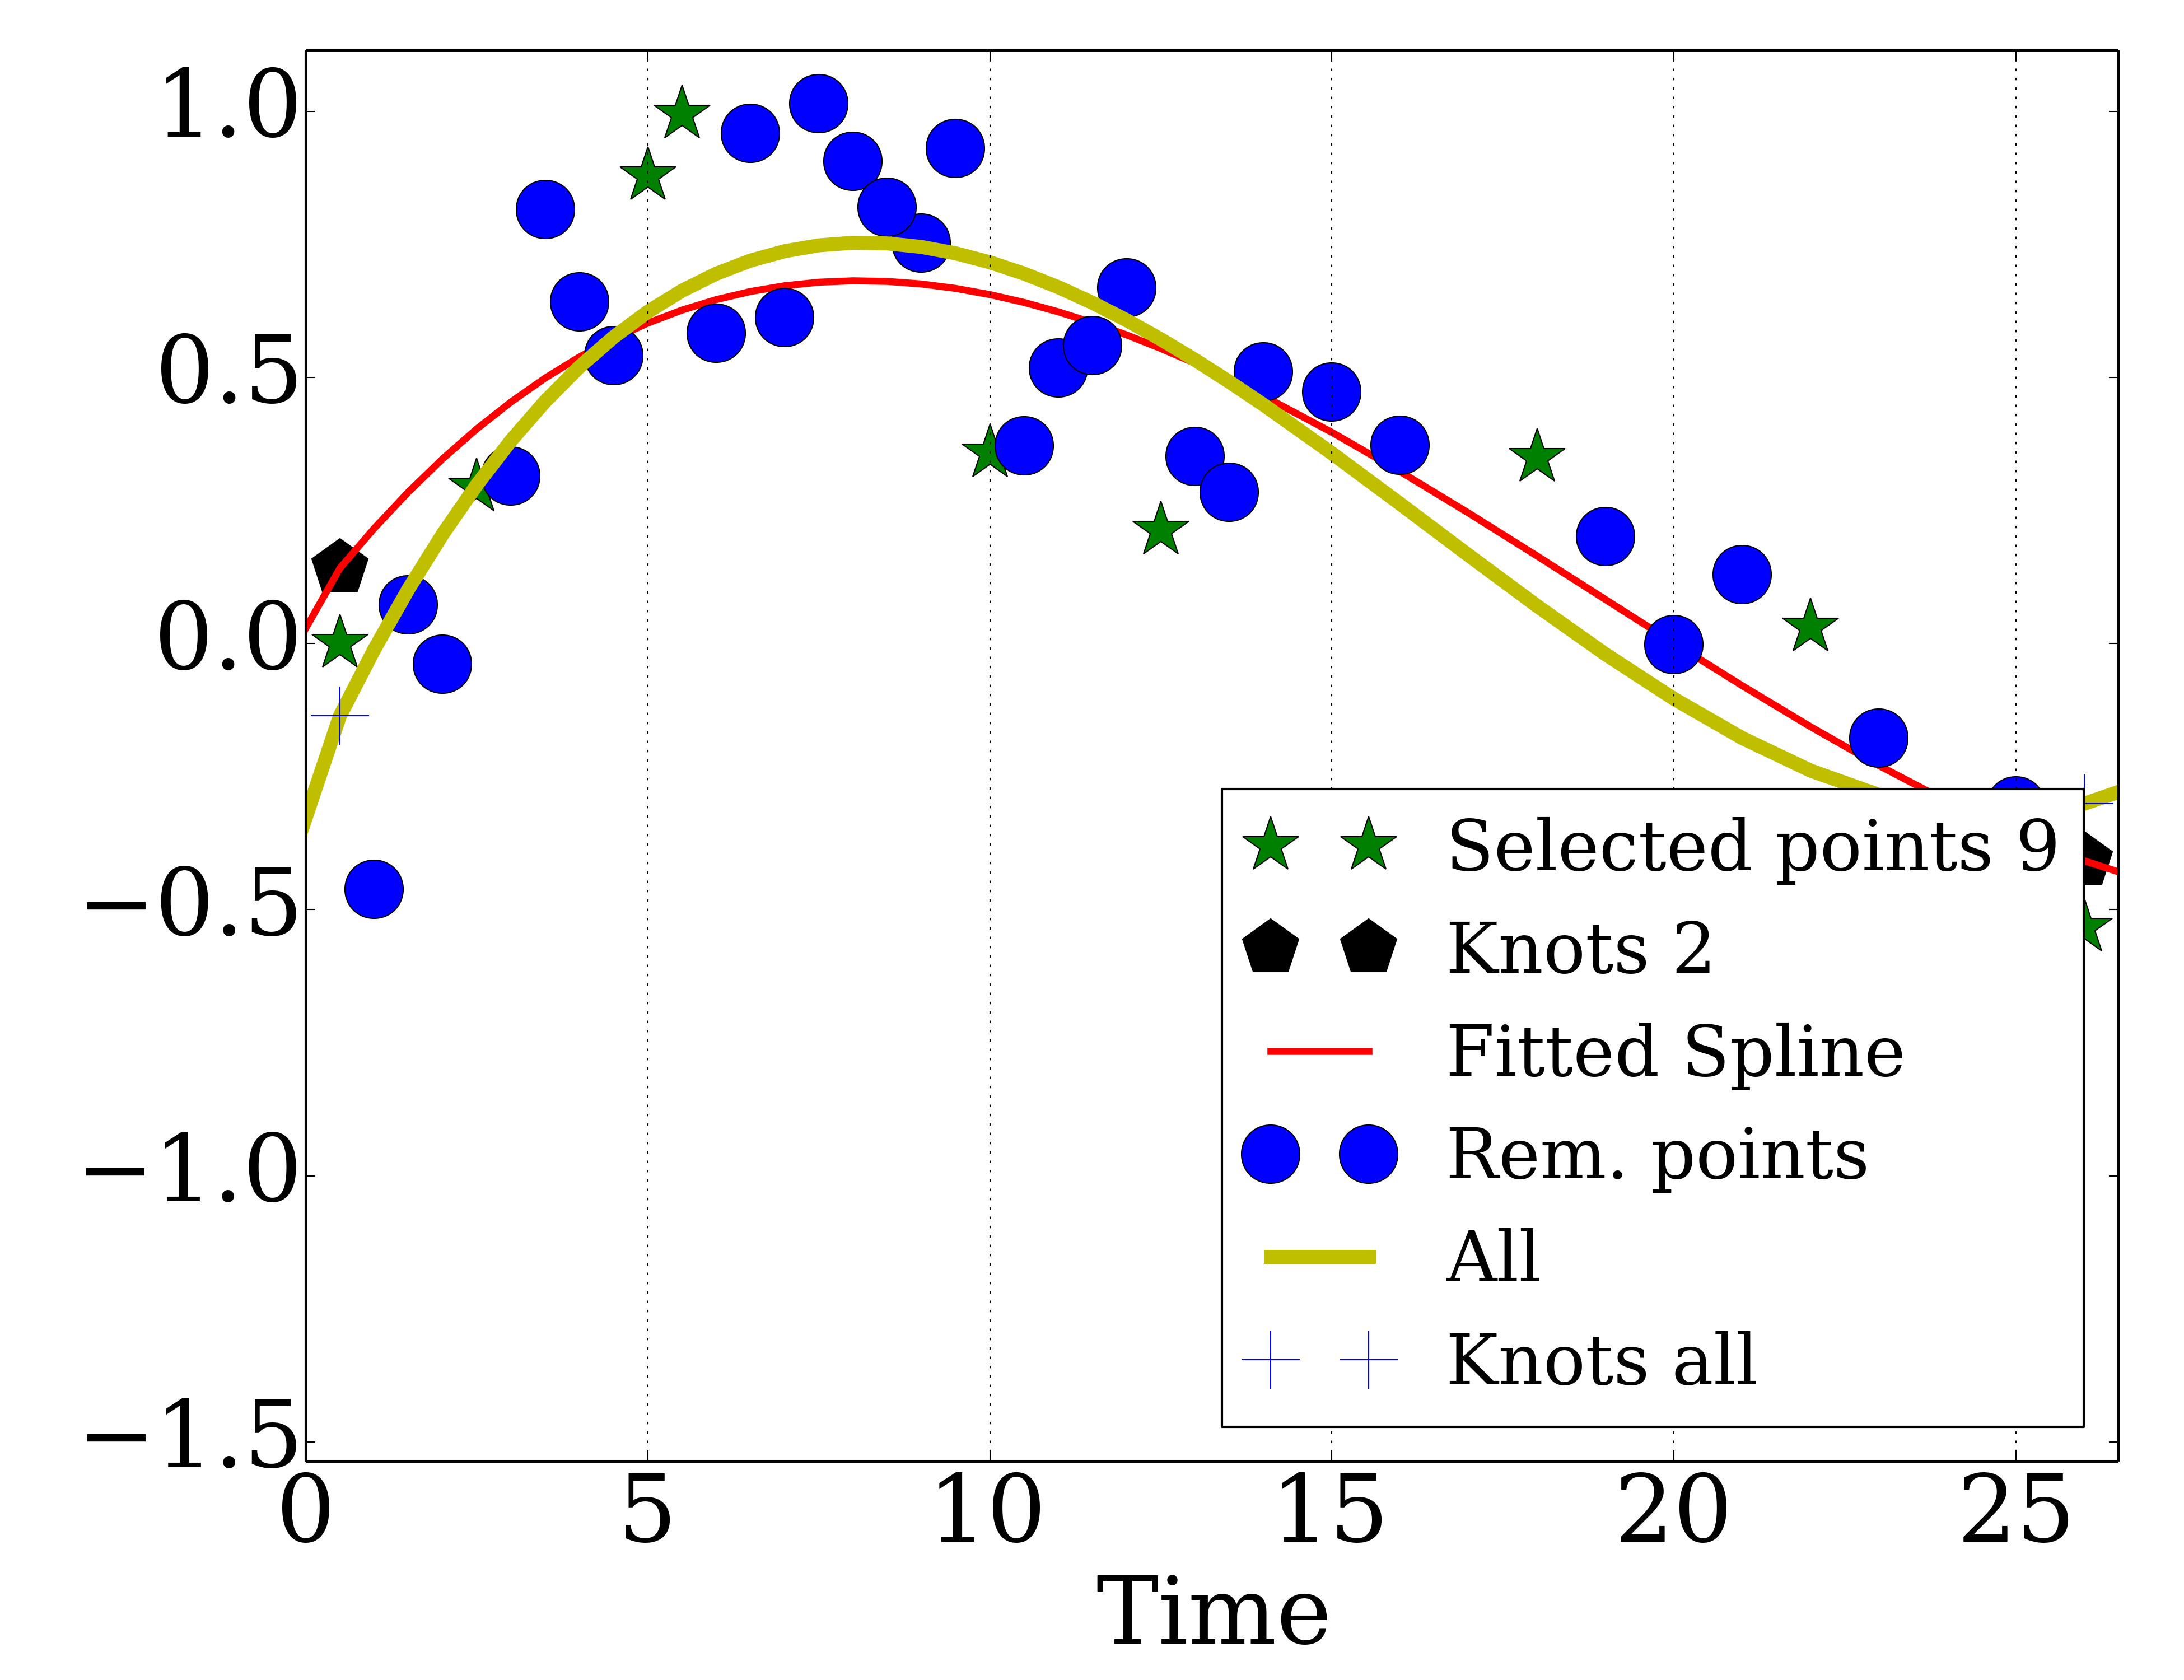 1.0
0.5
0.0
−0.5
−1.0
−1.5
0 5 10 15 20 25
Time
Selected points 9
Knots 2
Fitted Spline
Rem. points
All
Knots all